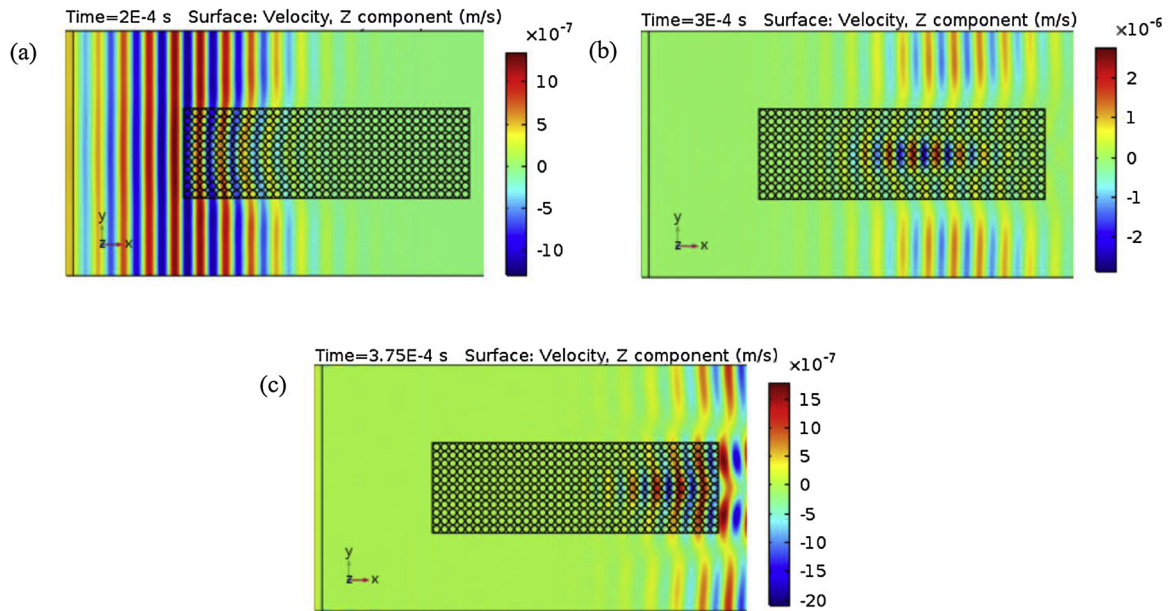 Time=2E-4 s Surface: Velocity, Z component (m/s)
(a)
×10⁻⁷
10
5
0
-5
-10
y
z x
Time=3E-4 s Surface: Velocity, Z component (m/s)
(b)
×10⁻⁶
2
1
0
-1
-2
y
z x
Time=3.75E-4 s Surface: Velocity, Z component (m/s)
(c)
×10⁻⁷
15
10
5
0
-5
-10
-15
-20
y
z x